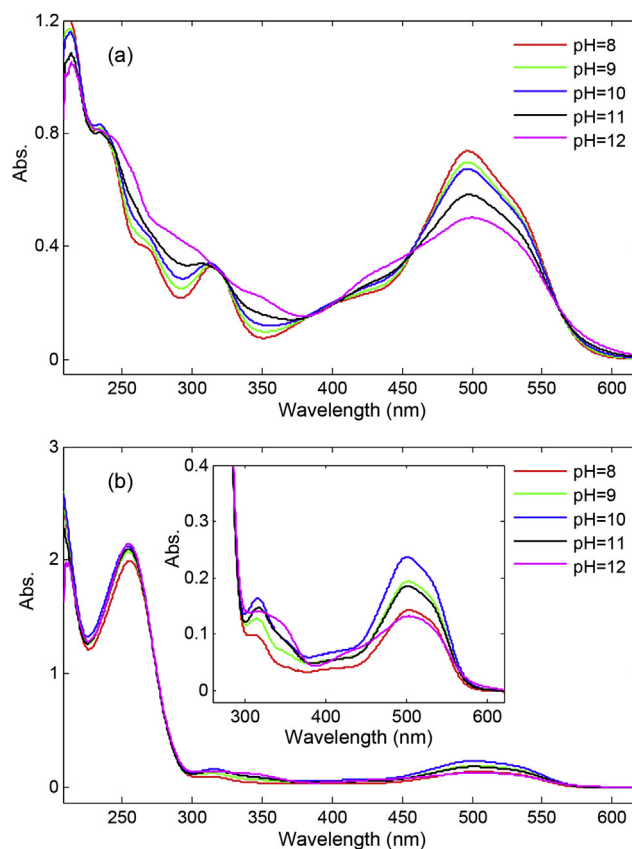 1.2
(a)
pH=8
pH=9
0.8
pH=10
pH=11
pH=12
Abs.
0.4
0
250 300 350 400 450 500 550 600
Wavelength (nm)
3
(b)
0.4
pH=8
pH=9
0.3
pH=10
pH=11
2
Abs.
0.2
pH=12
Abs.
0.1
1
0
300 400 500 600
Wavelength (nm)
0
250 300 350 400 450 500 550 600
Wavelength (nm)